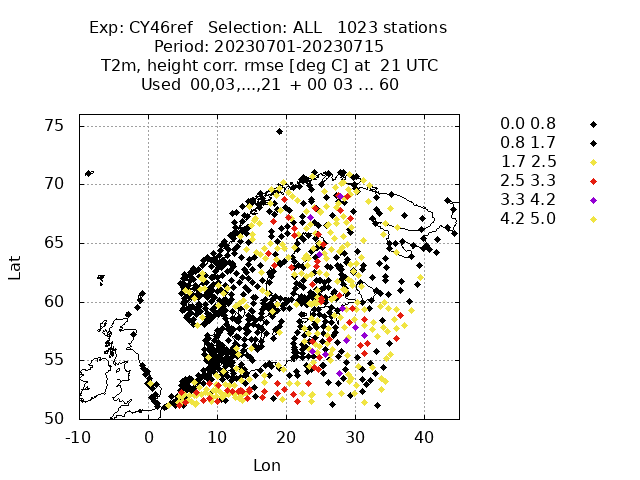 Exp: CY46ref   Selection: ALL   1023 stations
Period: 20230701-20230715
T2m, height corr. rmse [deg C] at  21 UTC
Used  00,03,...,21  + 00 03 ... 60
0.0 0.8
0.8 1.7
1.7 2.5
2.5 3.3
3.3 4.2
4.2 5.0
75
70
65
60
55
50
Lat
-10 0 10 20 30 40
Lon